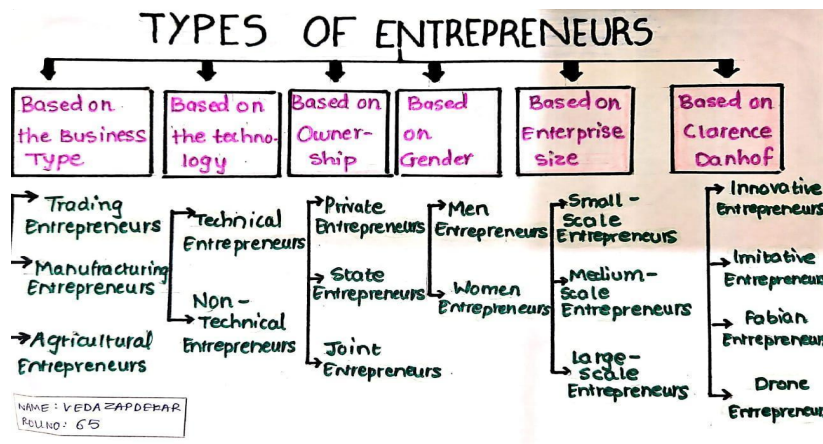 TYPES OF ENTREPRENEURS
Based on
the Business
Type
Based on
the techno-
logy
Based on
Owner-
ship
Based
on
Gender
Based on
Enterprise
size
Based on
Clarence
Danhof
Trading
Entrepreneurs
Manufacturing
Entrepreneurs
Agricultural
Entrepreneurs
Technical
Entrepreneurs
Non-
Technical
Entrepreneurs
Private
Entrepreneurs
State
Entrepreneurs
Joint
Entrepreneurs
Men
Entrepreneurs
Women
Entrepreneurs
Small-
Scale
Entrepreneurs
Medium-
Scale
Entrepreneurs
Large-
Scale
Entrepreneurs
Innovative
Entrepreneurs
Imitative
Entrepreneur
Fabian
Entrepreneur
Drone
Entrepreneur
NAME: VEDA ZAPDEKAR
ROLLNO: 65